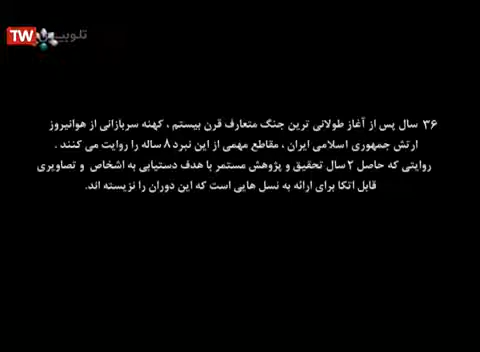 TW تلوبیون
۳۶ سال پس از آغاز طولانی ترین جنگ متعارف قرن بیستم ، کهنه سربازانی از هوانیروز
ارتش جمهوری اسلامی ایران ، مقاطع مهمی از این نبرد ۸ ساله را روایت می کنند .
روایتی که حاصل ۲ سال تحقیق و پژوهش مستمر با هدف دستیابی به اشخاص و تصاویری
قابل اتکا برای ارائه به نسل هایی است که این دوران را نزیسته اند.